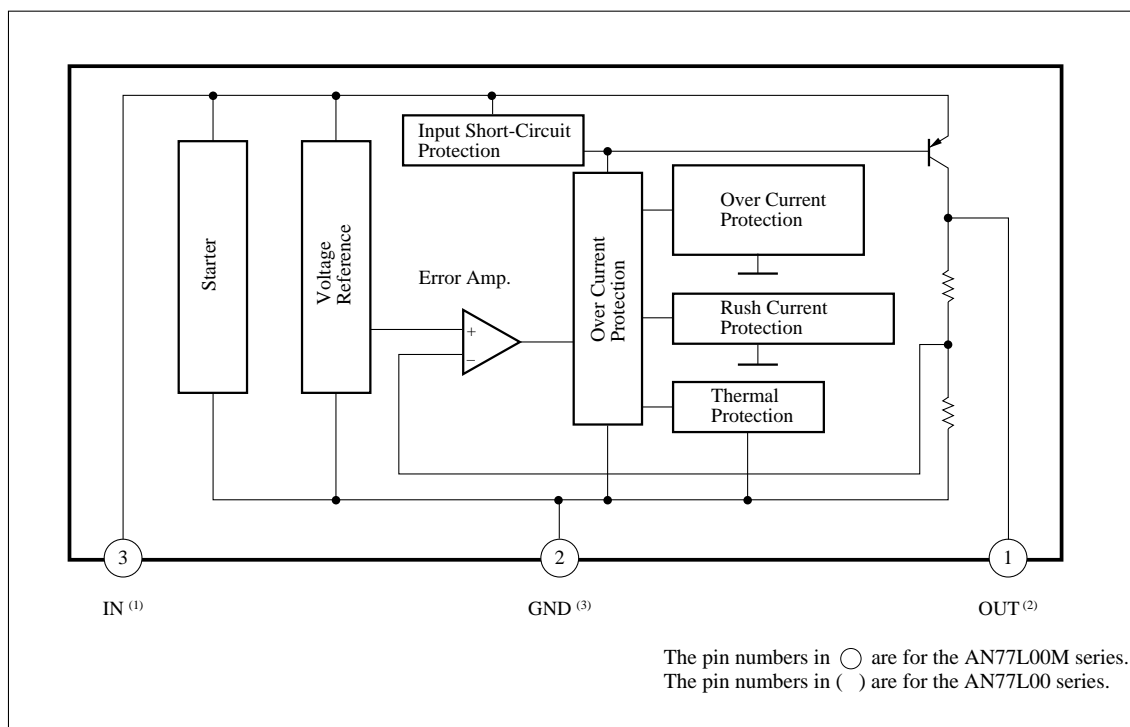 Input Short-Circuit
Protection
Over Current
Protection
Starter
Voltage
Reference
Error Amp.
+
−
Over Current
Protection
Rush Current
Protection
Thermal
Protection
3
2
1
IN (1)
GND (3)
OUT (2)
The pin numbers in ◯ are for the AN77L00M series.
The pin numbers in ( ) are for the AN77L00 series.